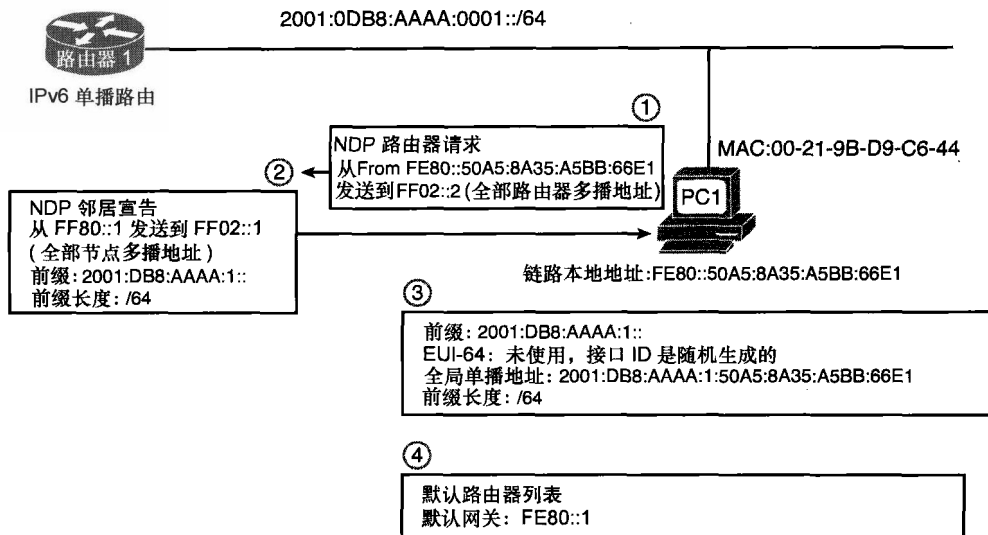 2001:0DB8:AAAA:0001::/64
路由器 1
IPv6 单播路由
①
NDP 路由器请求
从From FE80::50A5:8A35:A5BB:66E1
发送到FF02::2(全部路由器多播地址)
MAC:00-21-9B-D9-C6-44
PC1
②
NDP 邻居宣告
从 FF80::1 发送到 FF02::1
(全部节点多播地址)
前缀:2001:DB8:AAAA:1::
前缀长度:/64
链路本地地址:FE80::50A5:8A35:A5BB:66E1
③
前缀:2001:DB8:AAAA:1::
EUI-64:未使用,接口 ID 是随机生成的
全局单播地址:2001:DB8:AAAA:1:50A5:8A35:A5BB:66E1
前缀长度:/64
④
默认路由器列表
默认网关:FE80::1